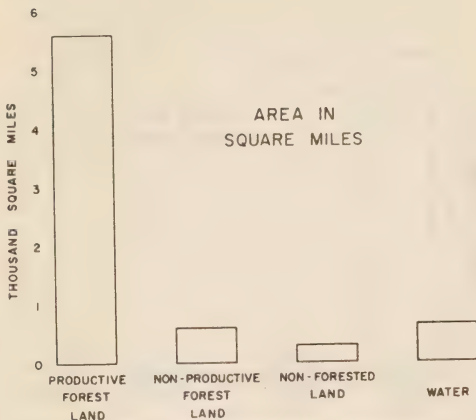 6
5
4
3
2
1
0
THOUSAND SQUARE MILES
AREA IN
SQUARE MILES
PRODUCTIVE
FOREST
LAND
NON-PRODUCTIVE
FOREST
LAND
NON-FORESTED
LAND
WATER